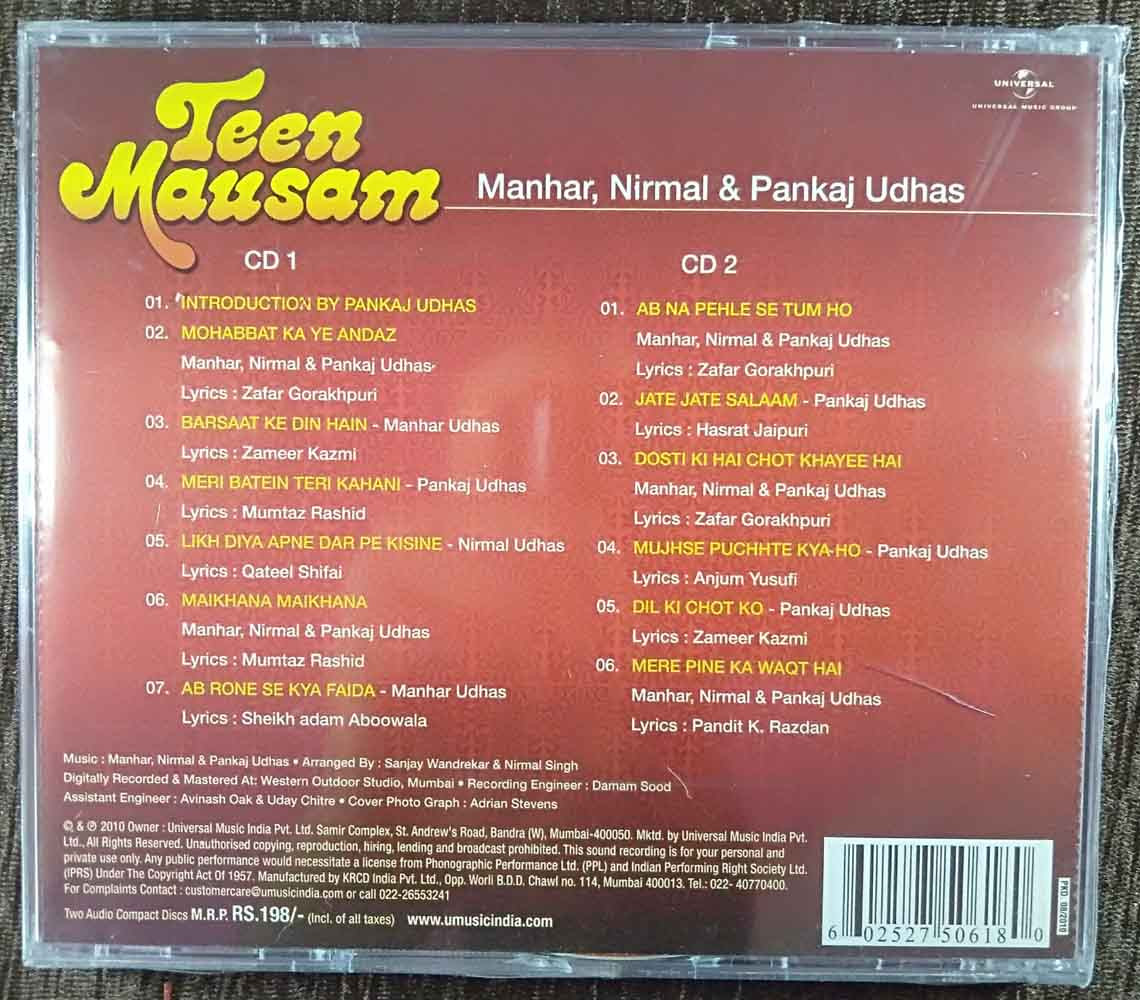 UNIVERSAL
UNIVERSAL MUSIC GROUP
Teen
Mausam
Manhar, Nirmal & Pankaj Udhas
CD 1
01. INTRODUCTION BY PANKAJ UDHAS
02. MOHABBAT KA YE ANDAZ
Manhar, Nirmal & Pankaj Udhas
Lyrics : Zafar Gorakhpuri
03. BARSAAT KE DIN HAIN - Manhar Udhas
Lyrics : Zameer Kazmi
04. MERI BATEIN TERI KAHANI - Pankaj Udhas
Lyrics : Mumtaz Rashid
05. LIKH DIYA APNE DAR PE KISINE - Nirmal Udhas
Lyrics : Qateel Shifai
06. MAIKHANA MAIKHANA
Manhar, Nirmal & Pankaj Udhas
Lyrics : Mumtaz Rashid
07. AB RONE SE KYA FAIDA - Manhar Udhas
Lyrics : Sheikh adam Aboowala
CD 2
01. AB NA PEHLE SE TUM HO
Manhar, Nirmal & Pankaj Udhas
Lyrics : Zafar Gorakhpuri
02. JATE JATE SALAAM - Pankaj Udhas
Lyrics : Hasrat Jaipuri
03. DOSTI KI HAI CHOT KHAYEE HAI
Manhar, Nirmal & Pankaj Udhas
Lyrics : Zafar Gorakhpuri
04. MUJHSE PUCHHTE KYA HO - Pankaj Udhas
Lyrics : Anjum Yusufi
05. DIL KI CHOT KO - Pankaj Udhas
Lyrics : Zameer Kazmi
06. MERE PINE KA WAQT HAI
Manhar, Nirmal & Pankaj Udhas
Lyrics : Pandit K. Razdan
Music : Manhar, Nirmal & Pankaj Udhas • Arranged By : Sanjay Wandrekar & Nirmal Singh
Digitally Recorded & Mastered At: Western Outdoor Studio, Mumbai • Recording Engineer : Damam Sood
Assistant Engineer : Avinash Oak & Uday Chitre • Cover Photo Graph : Adrian Stevens
© & ℗ 2010 Owner : Universal Music India Pvt. Ltd. Samir Complex, St. Andrew's Road, Bandra (W), Mumbai-400050. Mktd. by Universal Music India Pvt.
Ltd., All Rights Reserved. Unauthorised copying, reproduction, hiring, lending and broadcast prohibited. This sound recording is for your personal and
private use only. Any public performance would necessitate a license from Phonographic Performance Ltd. (PPL) and Indian Performing Right Society Ltd.
(IPRS) Under The Copyright Act Of 1957. Manufactured by KRCD India Pvt. Ltd., Opp. Worli B.D.D. Chawl no. 114, Mumbai 400013. Tel.: 022- 40770400.
For Complaints Contact : customercare@umusicindia.com or call 022-26553241
Two Audio Compact Discs M.R.P. RS.198/- (Incl. of all taxes) www.umusicindia.com
6 02527 50618 0
PKD. 08/2010